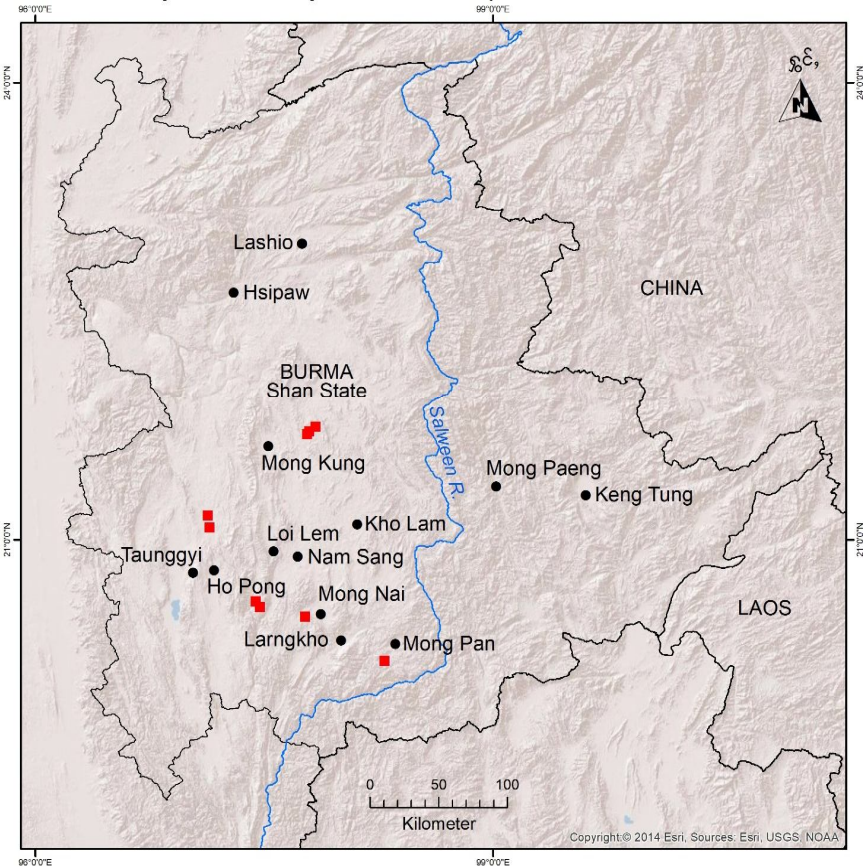 96°0'0"E
99°0'0"E
24°0'0"N
24°0'0"N
N
Lashio
Hsipaw
CHINA
BURMA
Shan State
Salween R.
Mong Kung
Mong Paeng
Keng Tung
Kho Lam
Loi Lem
21°0'0"N
21°0'0"N
Taunggyi
Nam Sang
Ho Pong
Mong Nai
LAOS
Larngkho
Mong Pan
0 50 100
Kilometer
Copyright:© 2014 Esri, Sources: Esri, USGS, NOAA
96°0'0"E
99°0'0"E